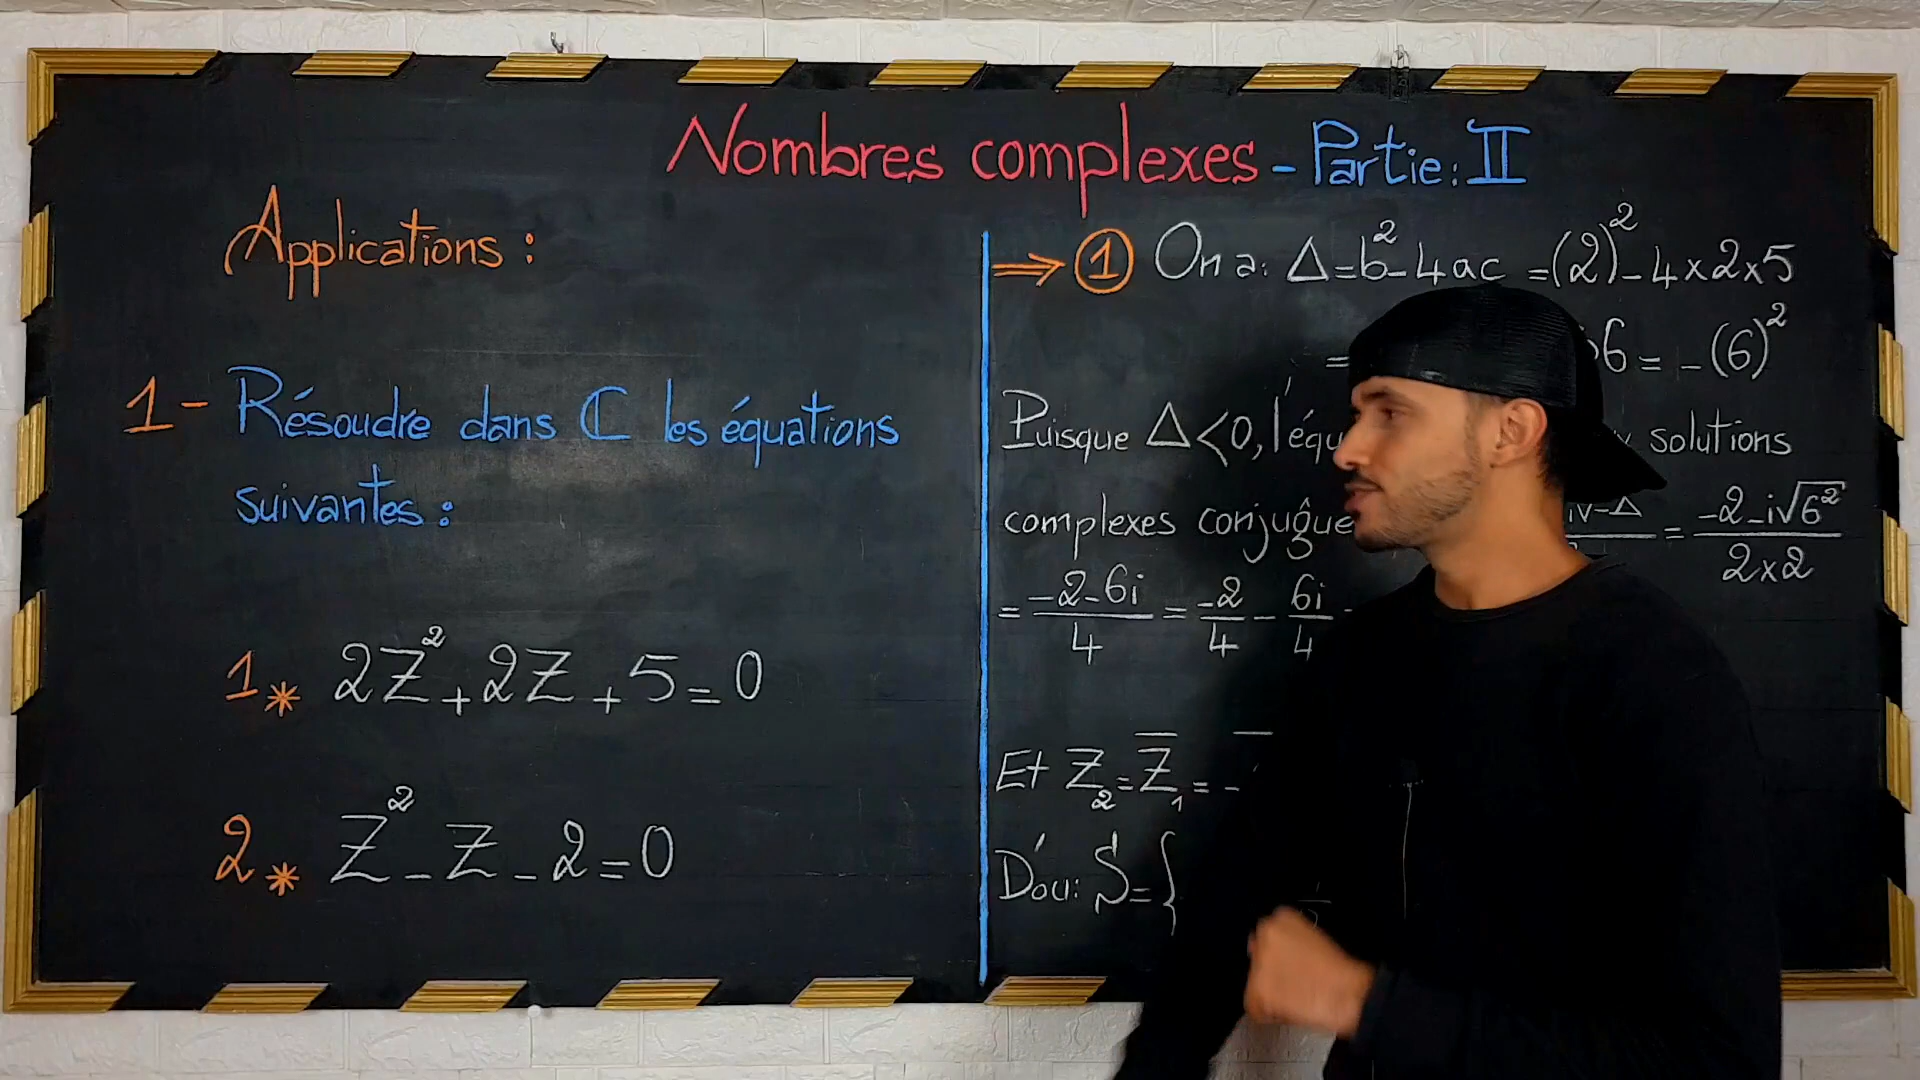 Nombres complexes - Partie : II
Applications :
1- Résoudre dans ℂ les équations
suivantes :
1* 2Z² + 2Z + 5 = 0
2* Z² - Z - 2 = 0
⇒ ① On a: Δ = b² - 4ac = (2)² - 4×2×5
= 6 = -(6)²
Puisque Δ < 0, solutions
complexes = -2-i√6² / 2×2
= -2-6i / 4 = -2/4 - 6i/4
Et Z₂ = Z̄₁ = -
D'où: S = {